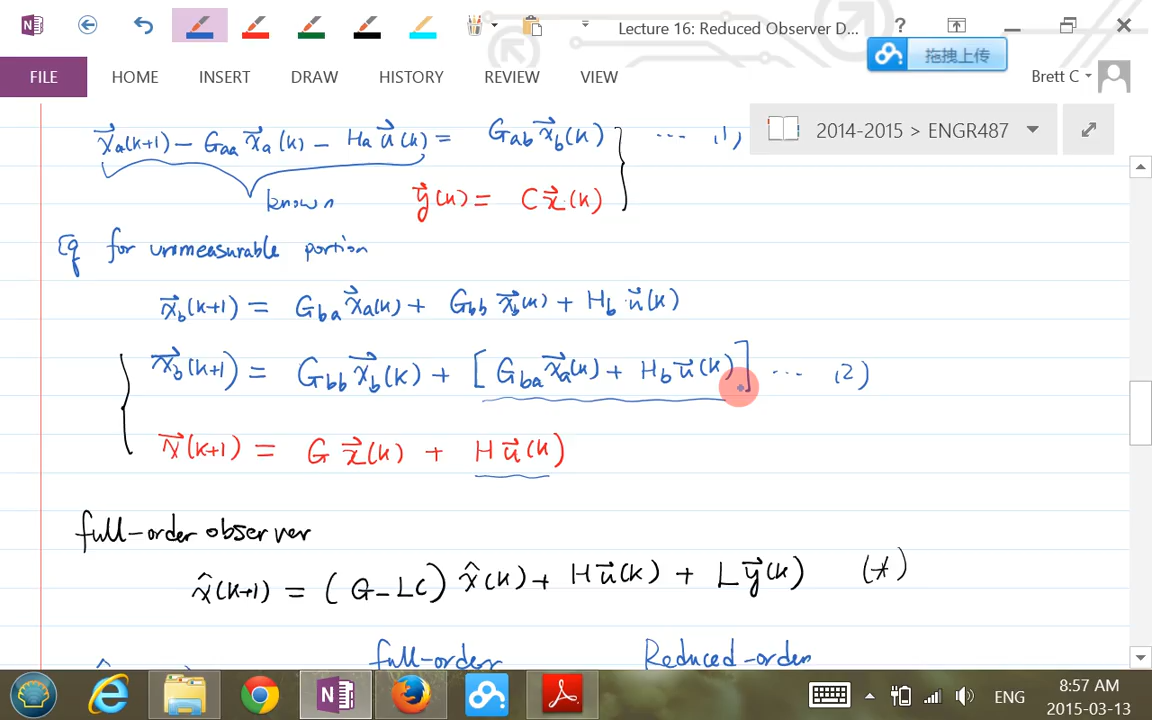 Lecture 16: Reduced Observer D...
?
拖拽上传
FILE HOME INSERT DRAW HISTORY REVIEW VIEW
Brett C
2014-2015 > ENGR487
x⃗a(k+1) − Gaa x⃗a(k) − Ha u⃗(k) = Gab x⃗b(k) ... (1)
known
y⃗(k) = C x⃗(k)
Eq for unmeasurable portion
x⃗b(k+1) = Gba x⃗a(k) + Gbb x⃗b(k) + Hb u⃗(k)
x⃗b(k+1) = Gbb x⃗b(k) + [Gba x⃗a(k) + Hb u⃗(k)] ... (2)
x⃗(k+1) = G x⃗(k) + H u⃗(k)
full-order observer
x̂(k+1) = (G − LC) x̂(k) + H u⃗(k) + L y⃗(k) (*)
full-order Reduced-order
ENG
8:57 AM
2015-03-13